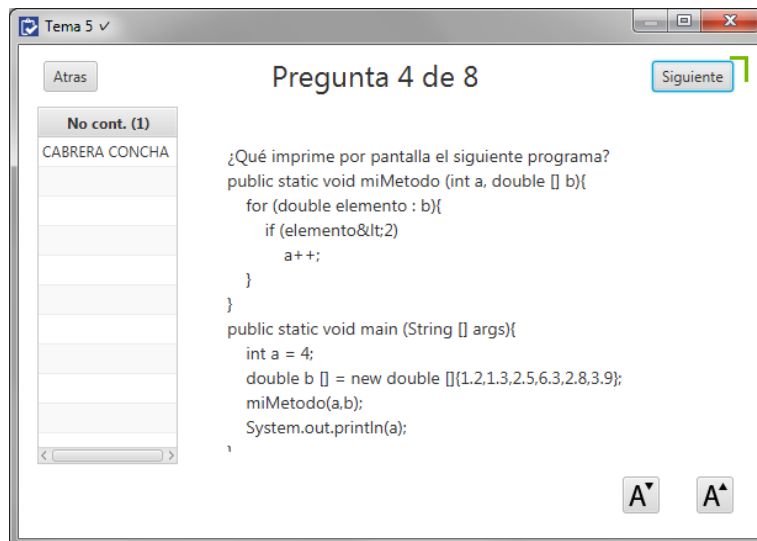 Tema 5 ✓
Atras
Pregunta 4 de 8
Siguiente
No cont. (1)
CABRERA CONCHA
¿Qué imprime por pantalla el siguiente programa?
public static void miMetodo (int a, double [] b){
for (double elemento : b){
if (elemento&lt;2)
a++;
}
}
public static void main (String [] args){
int a = 4;
double b [] = new double []{1.2,1.3,2.5,6.3,2.8,3.9};
miMetodo(a,b);
System.out.println(a);
}
A
A